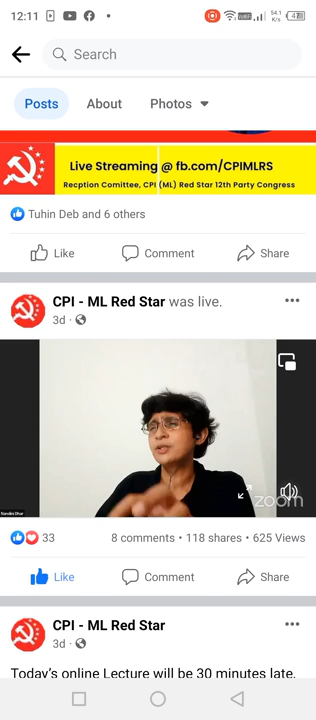 12:11
54.1
K/s
47
Search
Posts
About
Photos
Live Streaming @ fb.com/CPIMLRS
Recption Comittee, CPI (ML) Red Star 12th Party Congress
Tuhin Deb and 6 others
Like
Comment
Share
CPI - ML Red Star was live.
3d
Nandini Dhar
zoom
33
8 comments • 118 shares • 625 Views
Like
Comment
Share
CPI - ML Red Star
3d
Today's online Lecture will be 30 minutes late.